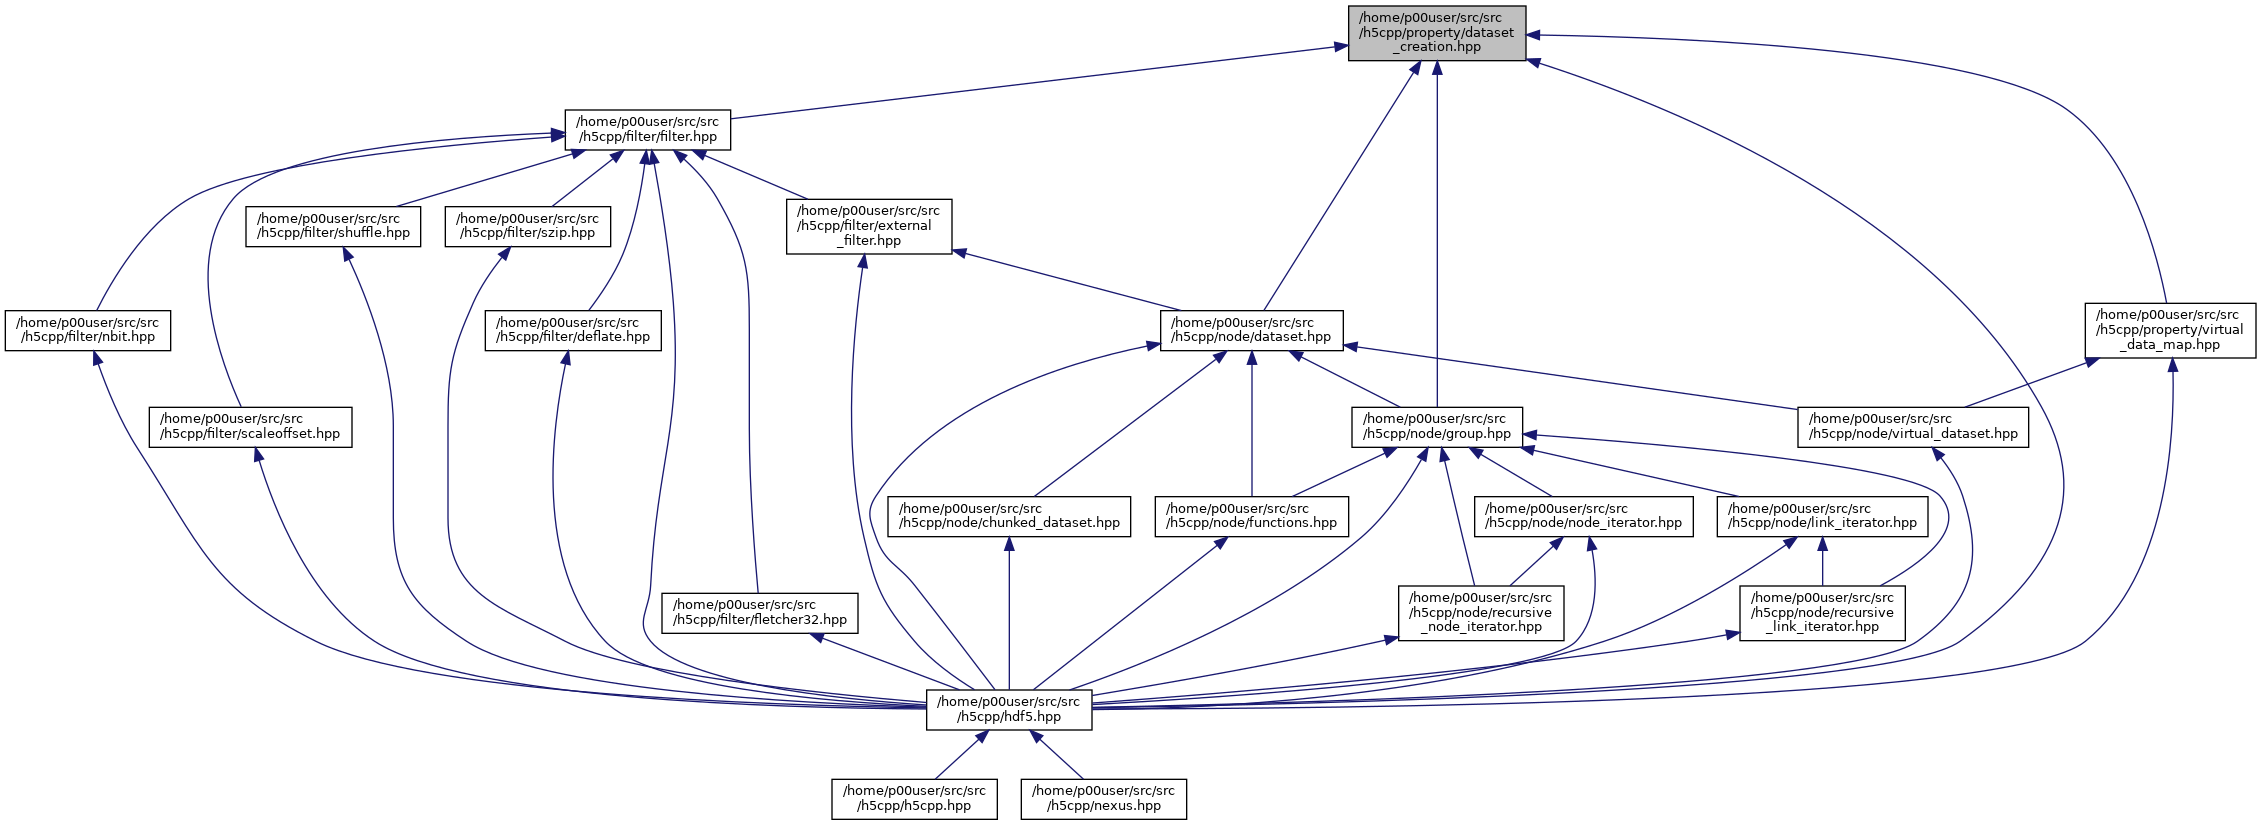 /home/p00user/src/src
/h5cpp/property/dataset
_creation.hpp
/home/p00user/src/src
/h5cpp/filter/filter.hpp
/home/p00user/src/src
/h5cpp/filter/shuffle.hpp
/home/p00user/src/src
/h5cpp/filter/szip.hpp
/home/p00user/src/src
/h5cpp/filter/external
_filter.hpp
/home/p00user/src/src
/h5cpp/filter/nbit.hpp
/home/p00user/src/src
/h5cpp/filter/deflate.hpp
/home/p00user/src/src
/h5cpp/node/dataset.hpp
/home/p00user/src/src
/h5cpp/property/virtual
_data_map.hpp
/home/p00user/src/src
/h5cpp/filter/scaleoffset.hpp
/home/p00user/src/src
/h5cpp/node/group.hpp
/home/p00user/src/src
/h5cpp/node/virtual_dataset.hpp
/home/p00user/src/src
/h5cpp/node/chunked_dataset.hpp
/home/p00user/src/src
/h5cpp/node/functions.hpp
/home/p00user/src/src
/h5cpp/node/node_iterator.hpp
/home/p00user/src/src
/h5cpp/node/link_iterator.hpp
/home/p00user/src/src
/h5cpp/filter/fletcher32.hpp
/home/p00user/src/src
/h5cpp/node/recursive
_node_iterator.hpp
/home/p00user/src/src
/h5cpp/node/recursive
_link_iterator.hpp
/home/p00user/src/src
/h5cpp/hdf5.hpp
/home/p00user/src/src
/h5cpp/h5cpp.hpp
/home/p00user/src/src
/h5cpp/nexus.hpp